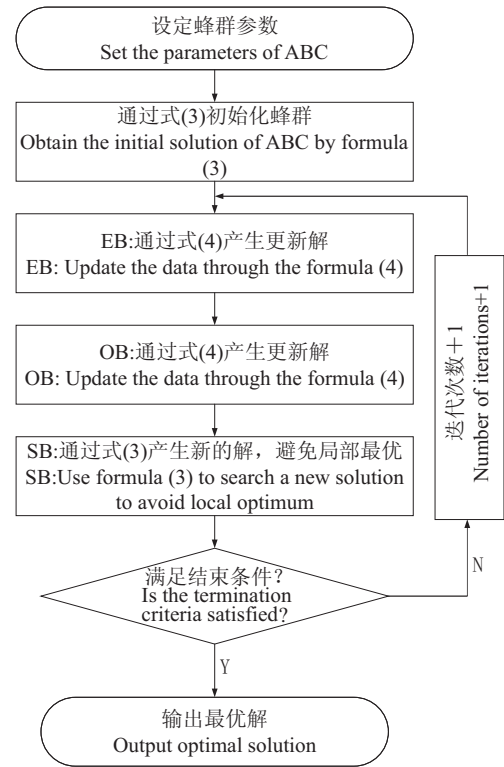 设定蜂群参数
Set the parameters of ABC
通过式(3)初始化蜂群
Obtain the initial solution of ABC by formula
(3)
EB:通过式(4)产生更新解
EB: Update the data through the formula (4)
OB:通过式(4)产生更新解
OB: Update the data through the formula (4)
SB:通过式(3)产生新的解，避免局部最优
SB:Use formula (3) to search a new solution
to avoid local optimum
满足结束条件？
Is the termination
criteria satisfied?
N
迭代次数＋1
Number of iterations+1
Y
输出最优解
Output optimal solution